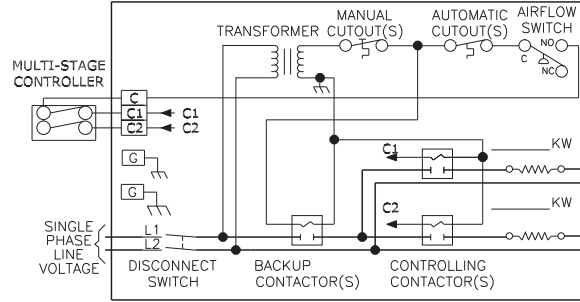 TRANSFORMER
MANUAL
CUTOUT(S)
AUTOMATIC
CUTOUT(S)
AIRFLOW
SWITCH
NO
C
NC
MULTI-STAGE
CONTROLLER
C
C1
C1
C2
C2
G
G
C1
KW
C2
KW
SINGLE
PHASE
LINE
VOLTAGE
L1
L2
DISCONNECT
SWITCH
BACKUP
CONTACTOR(S)
CONTROLLING
CONTACTOR(S)